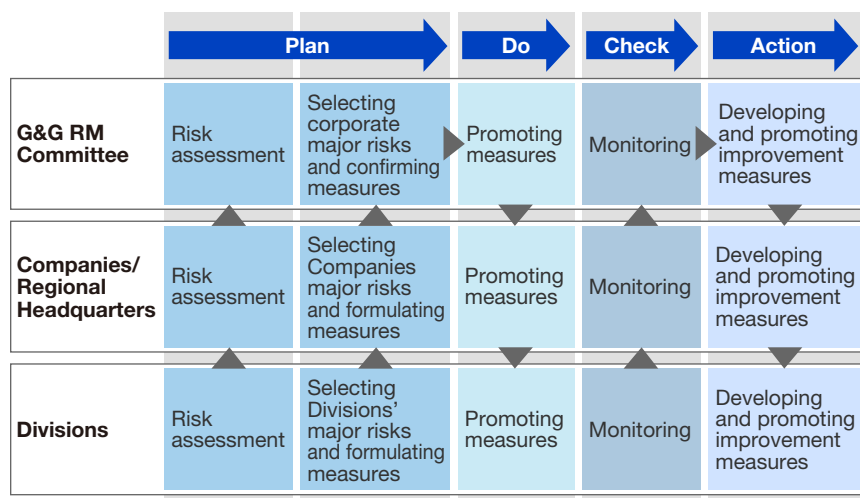 Plan
Do
Check
Action
G&G RM
Committee
Risk
assessment
Selecting
corporate
major risks
and confirming
measures
Promoting
measures
Monitoring
Developing
and promoting
improvement
measures
Companies/
Regional
Headquarters
Risk
assessment
Selecting
Companies
major risks
and formulating
measures
Promoting
measures
Monitoring
Developing
and promoting
improvement
measures
Divisions
Risk
assessment
Selecting
Divisions’
major risks
and formulating
measures
Promoting
measures
Monitoring
Developing
and promoting
improvement
measures